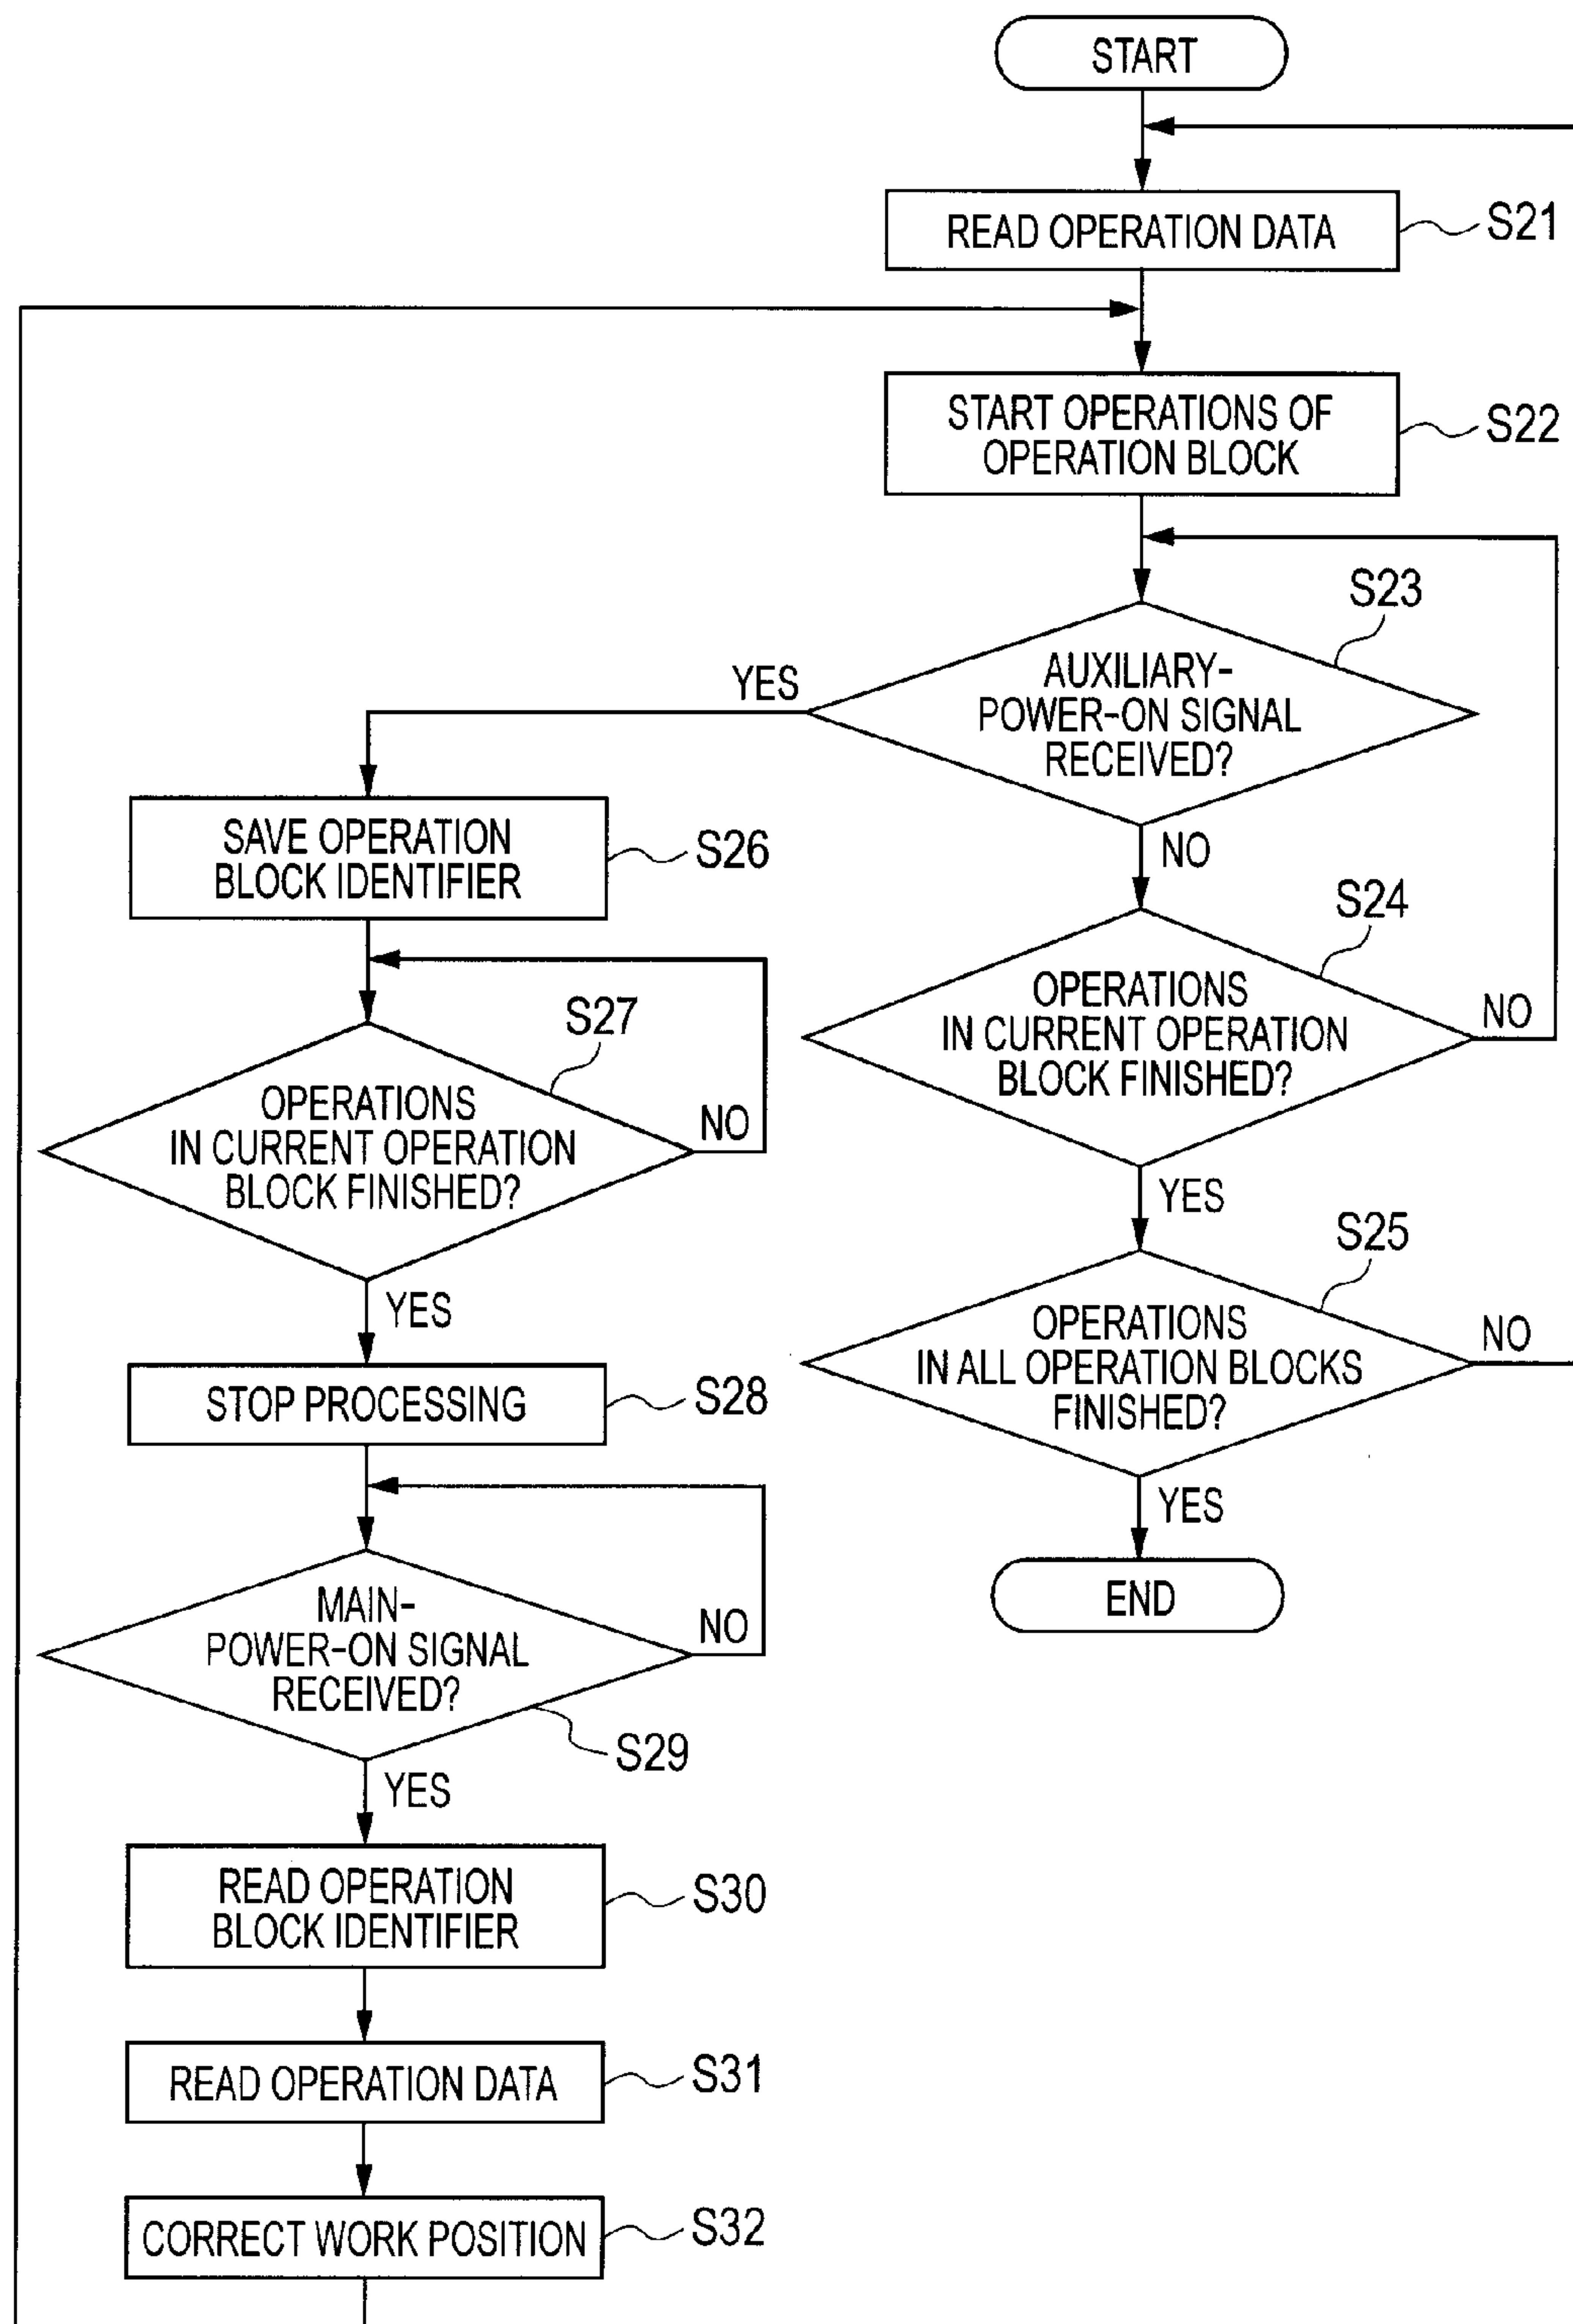 START
READ OPERATION DATA
S21
START OPERATIONS OF
OPERATION BLOCK
S22
S23
AUXILIARY-
POWER-ON SIGNAL
RECEIVED?
YES
NO
S24
OPERATIONS
IN CURRENT OPERATION
BLOCK FINISHED?
NO
YES
S25
OPERATIONS
IN ALL OPERATION BLOCKS
FINISHED?
NO
YES
END
SAVE OPERATION
BLOCK IDENTIFIER
S26
S27
OPERATIONS
IN CURRENT OPERATION
BLOCK FINISHED?
NO
YES
STOP PROCESSING
S28
MAIN-
POWER-ON SIGNAL
RECEIVED?
NO
S29
YES
READ OPERATION
BLOCK IDENTIFIER
S30
READ OPERATION DATA
S31
CORRECT WORK POSITION
S32